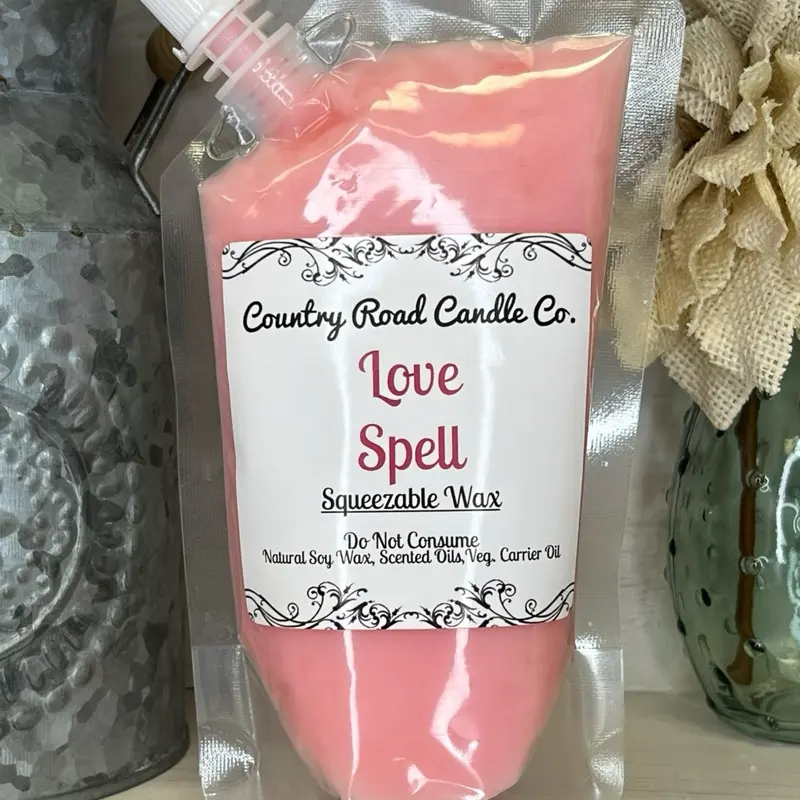 Country Road Candle Co.
Love
Spell
Squeezable Wax
Do Not Consume
Natural Soy Wax, Scented Oils,Veg. Carrier Oil